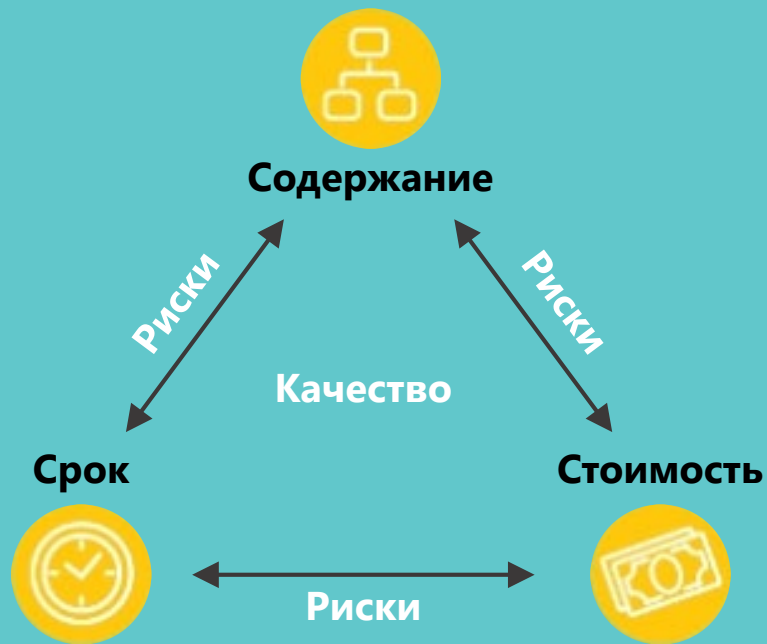 Содержание
Риски
Риски
Качество
Срок
Стоимость
Риски